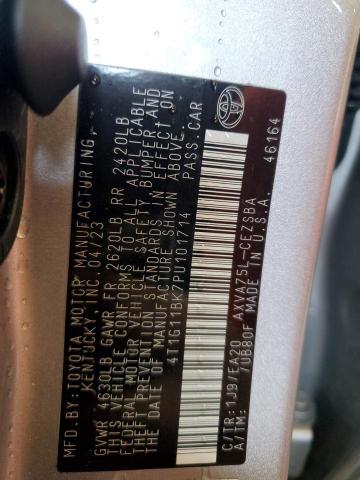 MFD.BY: TOYOTA MOTOR MANUFACTURING,
KENTUCKY, INC. 04/23
GVWR 4630LB GAWR FR 2620LB RR 2420LB
THIS VEHICLE CONFORMS TO ALL APPLICABLE
FEDERAL MOTOR VEHICLE SAFETY, BUMPER AND
THEFT PREVENTION STANDARDS IN EFFECT ON
THE DATE OF MANUFACTURE SHOWN ABOVE.
4T1G11BK7PU101714 PASS.CAR
C/TR: 1J9/EA20 AXVA75L-CEZSBA
A/TM: /UB80F MADE IN U.S.A. 46164